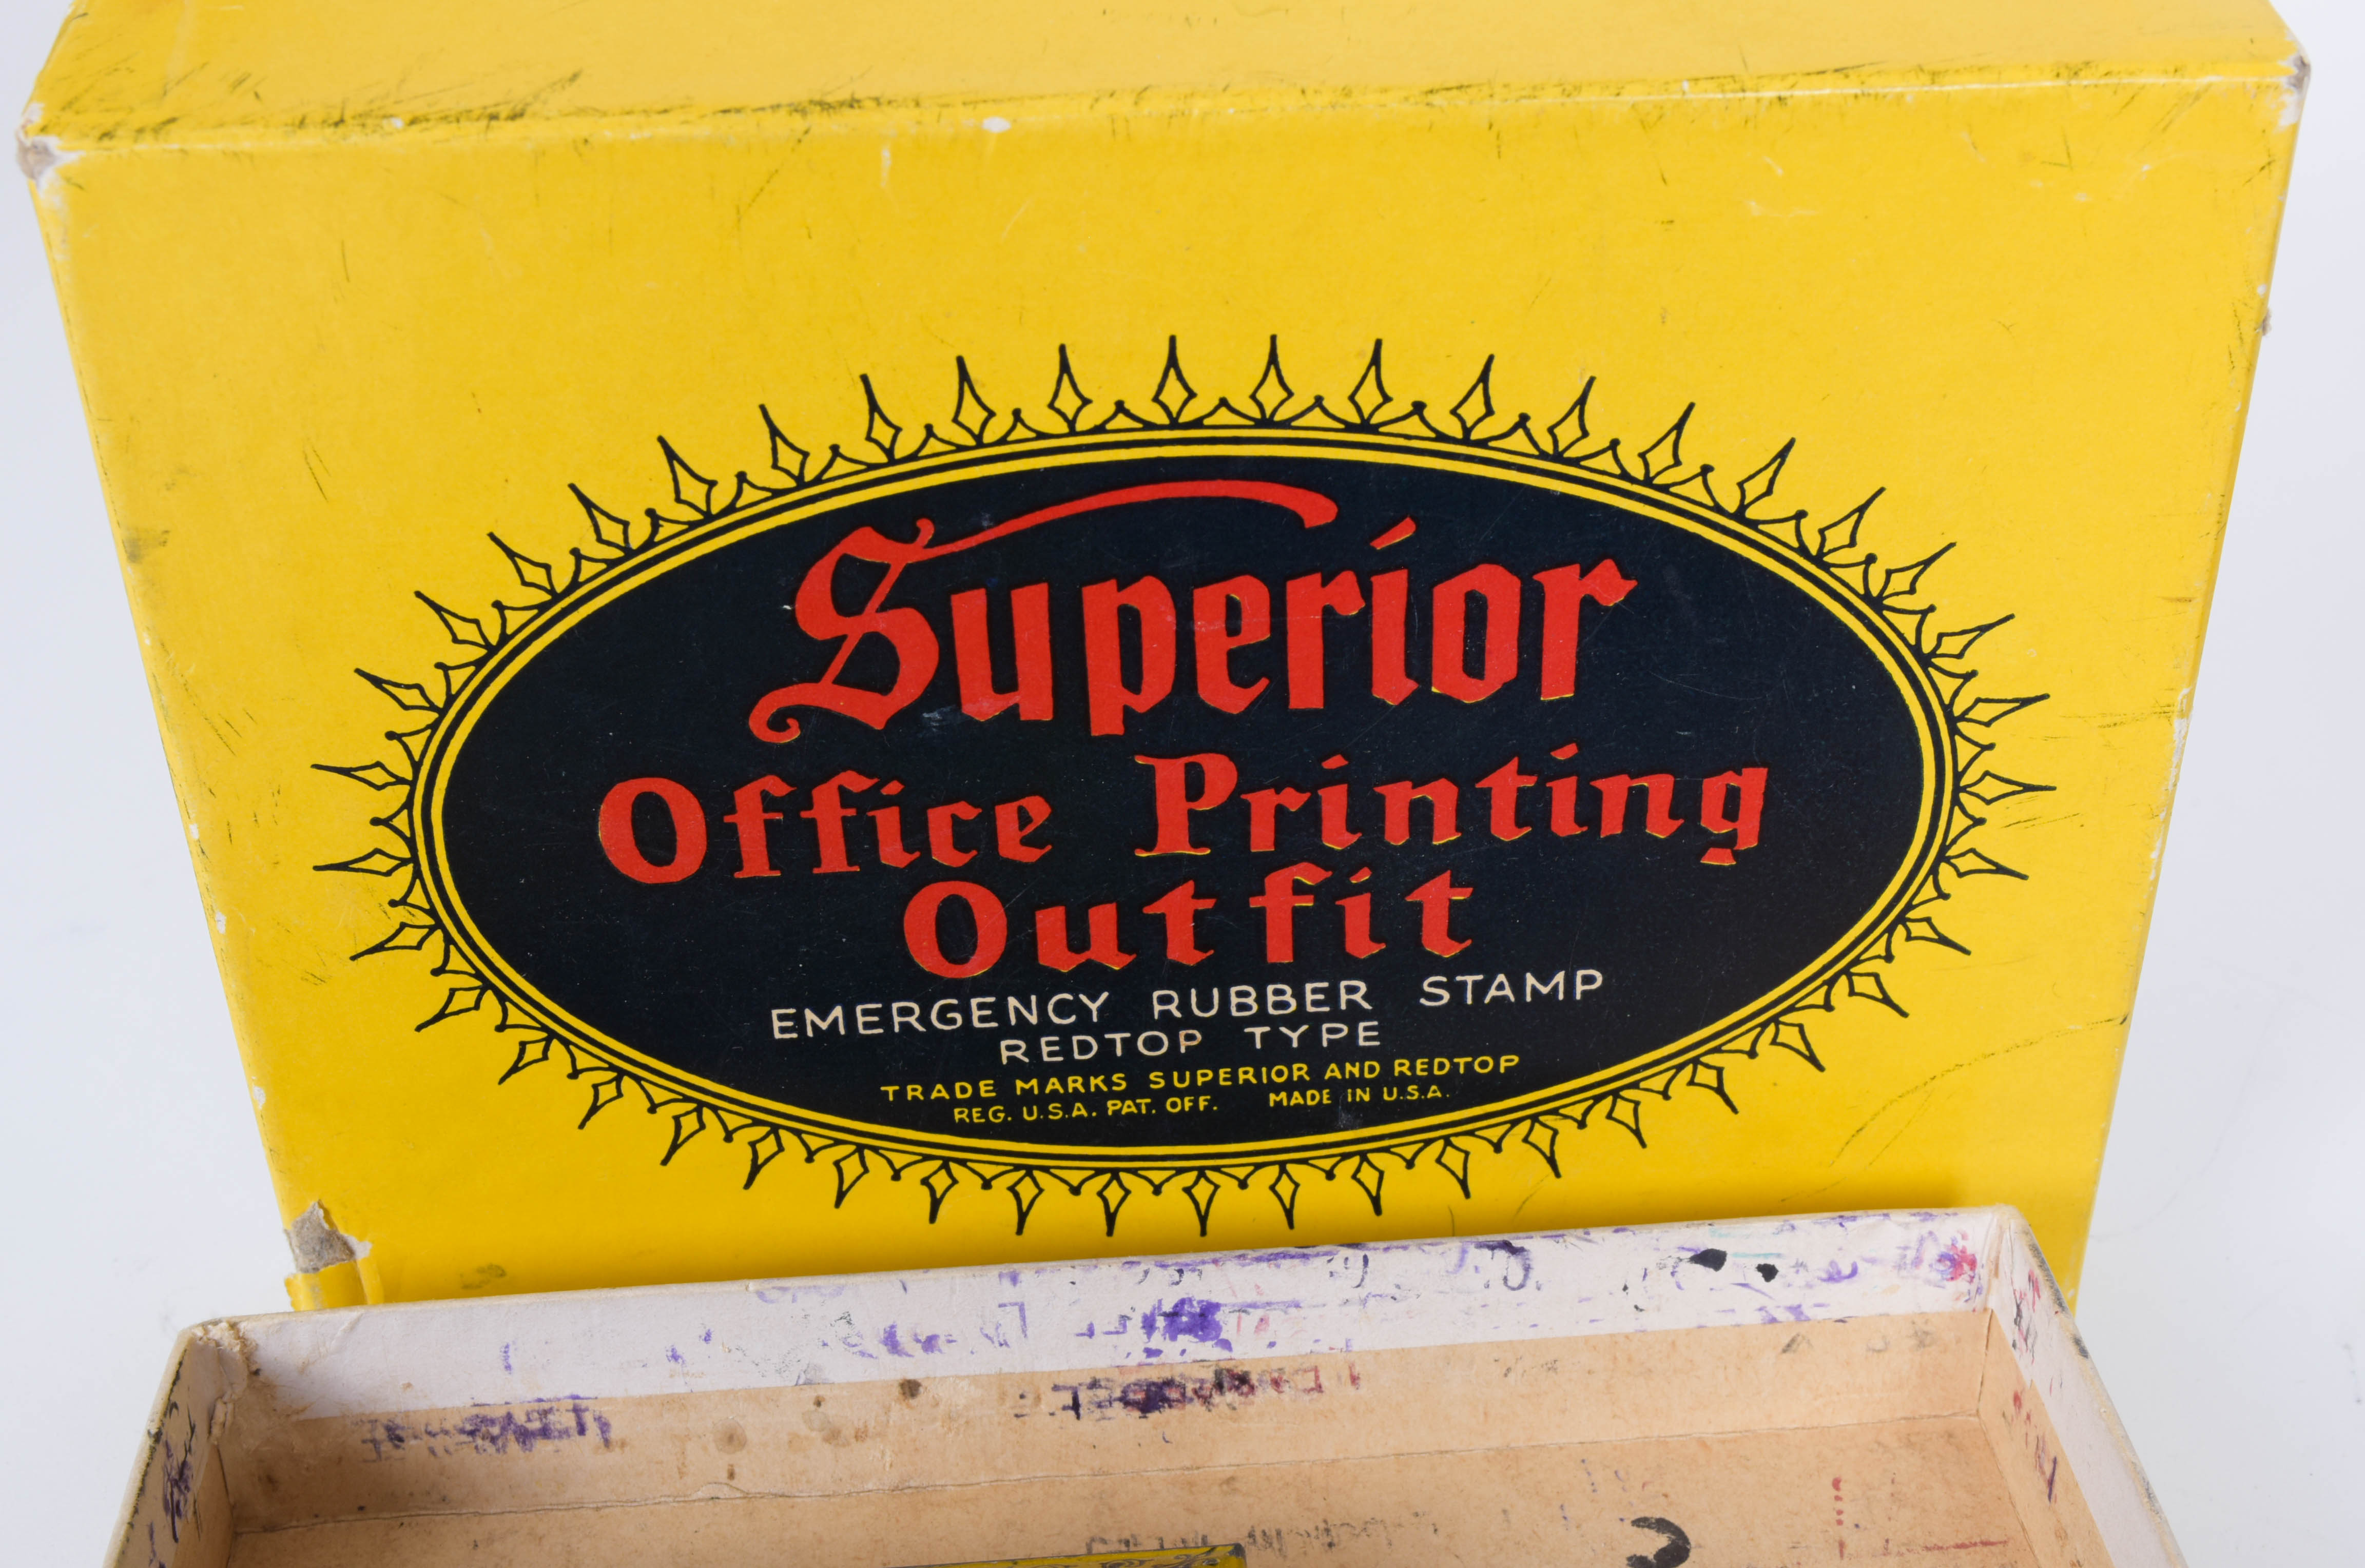 Superior
Office Printing
Outfit
EMERGENCY RUBBER STAMP
REDTOP TYPE
TRADE MARKS SUPERIOR AND REDTOP
REG. U.S.A. PAT. OFF. MADE IN U.S.A.